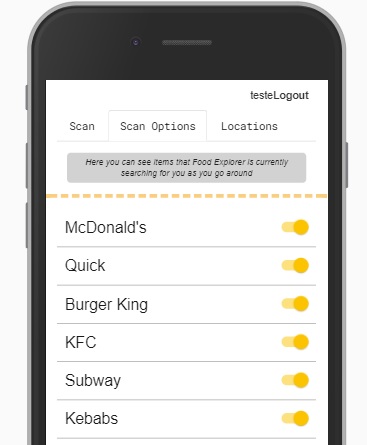 testeLogout
Scan Scan Options Locations
Here you can see items that Food Explorer is currently
searching for you as you go around
McDonald's
Quick
Burger King
KFC
Subway
Kebabs